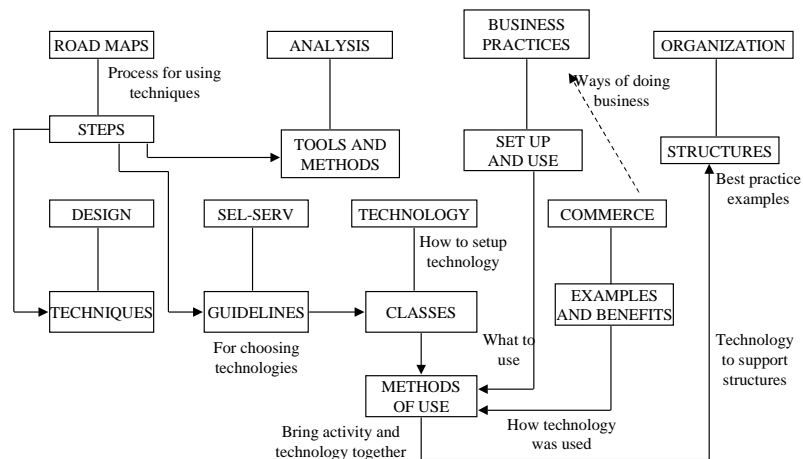 ROAD MAPS
ANALYSIS
BUSINESS
PRACTICES
ORGANIZATION
Process for using
techniques
Ways of doing
business
STEPS
TOOLS AND
METHODS
SET UP
AND USE
STRUCTURES
Best practice
examples
DESIGN
SEL-SERV
TECHNOLOGY
COMMERCE
How to setup
technology
TECHNIQUES
GUIDELINES
CLASSES
EXAMPLES
AND BENEFITS
For choosing
technologies
What to
use
Technology
to support
structures
METHODS
OF USE
Bring activity and
technology together
How technology
was used